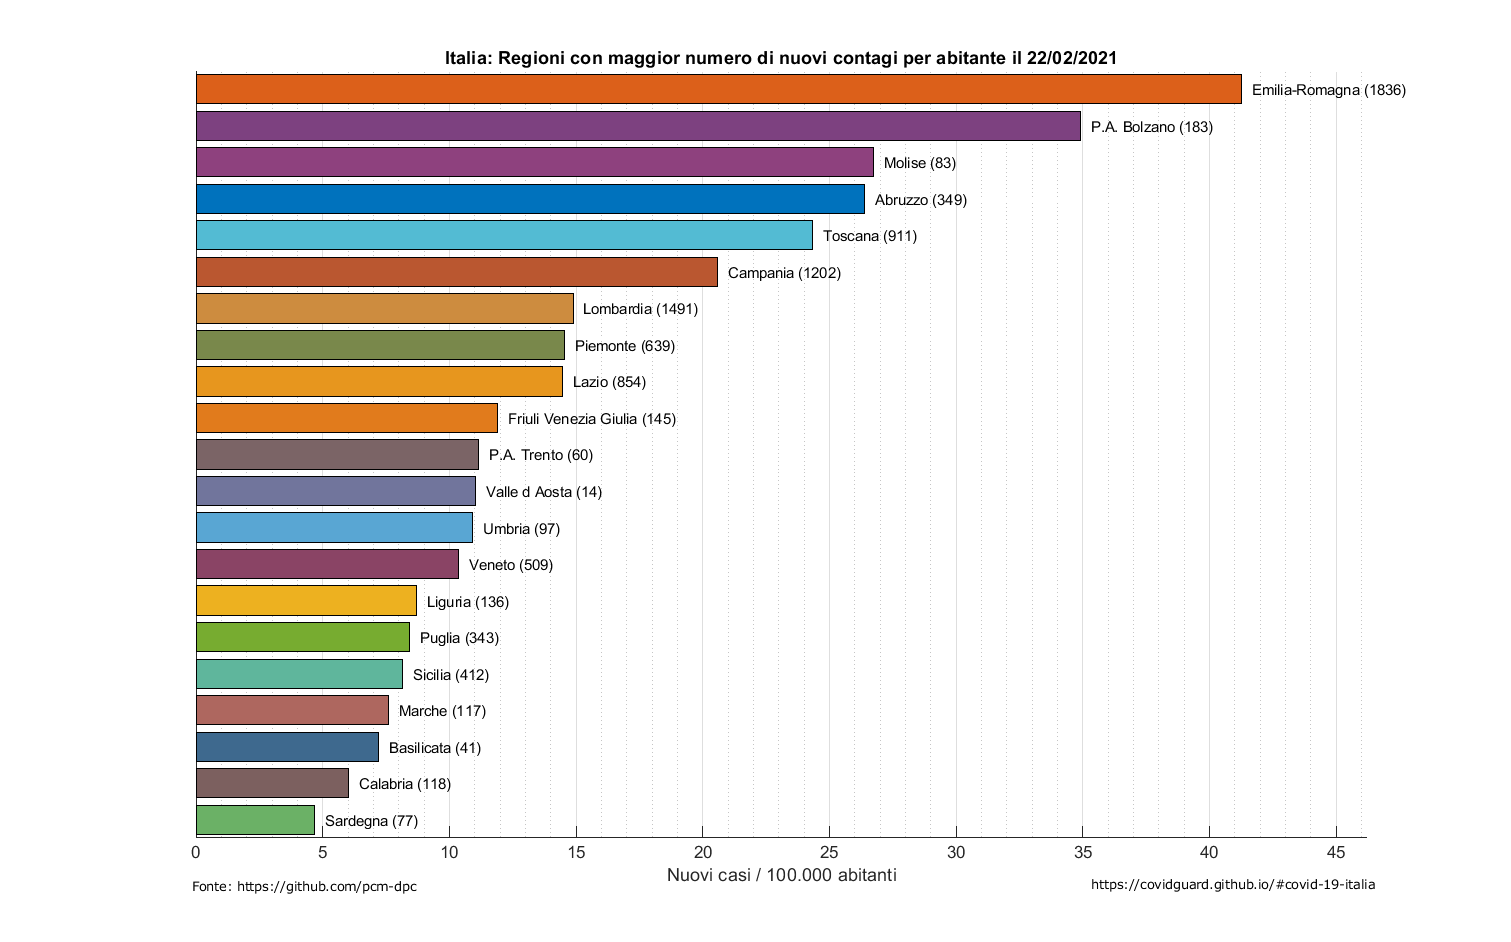 Italia: Regioni con maggior numero di nuovi contagi per abitante il 22/02/2021
Emilia-Romagna (1836)
P.A. Bolzano (183)
Molise (83)
Abruzzo (349)
Toscana (911)
Campania (1202)
Lombardia (1491)
Piemonte (639)
Lazio (854)
Friuli Venezia Giulia (145)
P.A. Trento (60)
Valle d Aosta (14)
Umbria (97)
Veneto (509)
Liguria (136)
Puglia (343)
Sicilia (412)
Marche (117)
Basilicata (41)
Calabria (118)
Sardegna (77)
0 5 10 15 20 25 30 35 40 45
Nuovi casi / 100.000 abitanti
Fonte: https://github.com/pcm-dpc
https://covidguard.github.io/#covid-19-italia